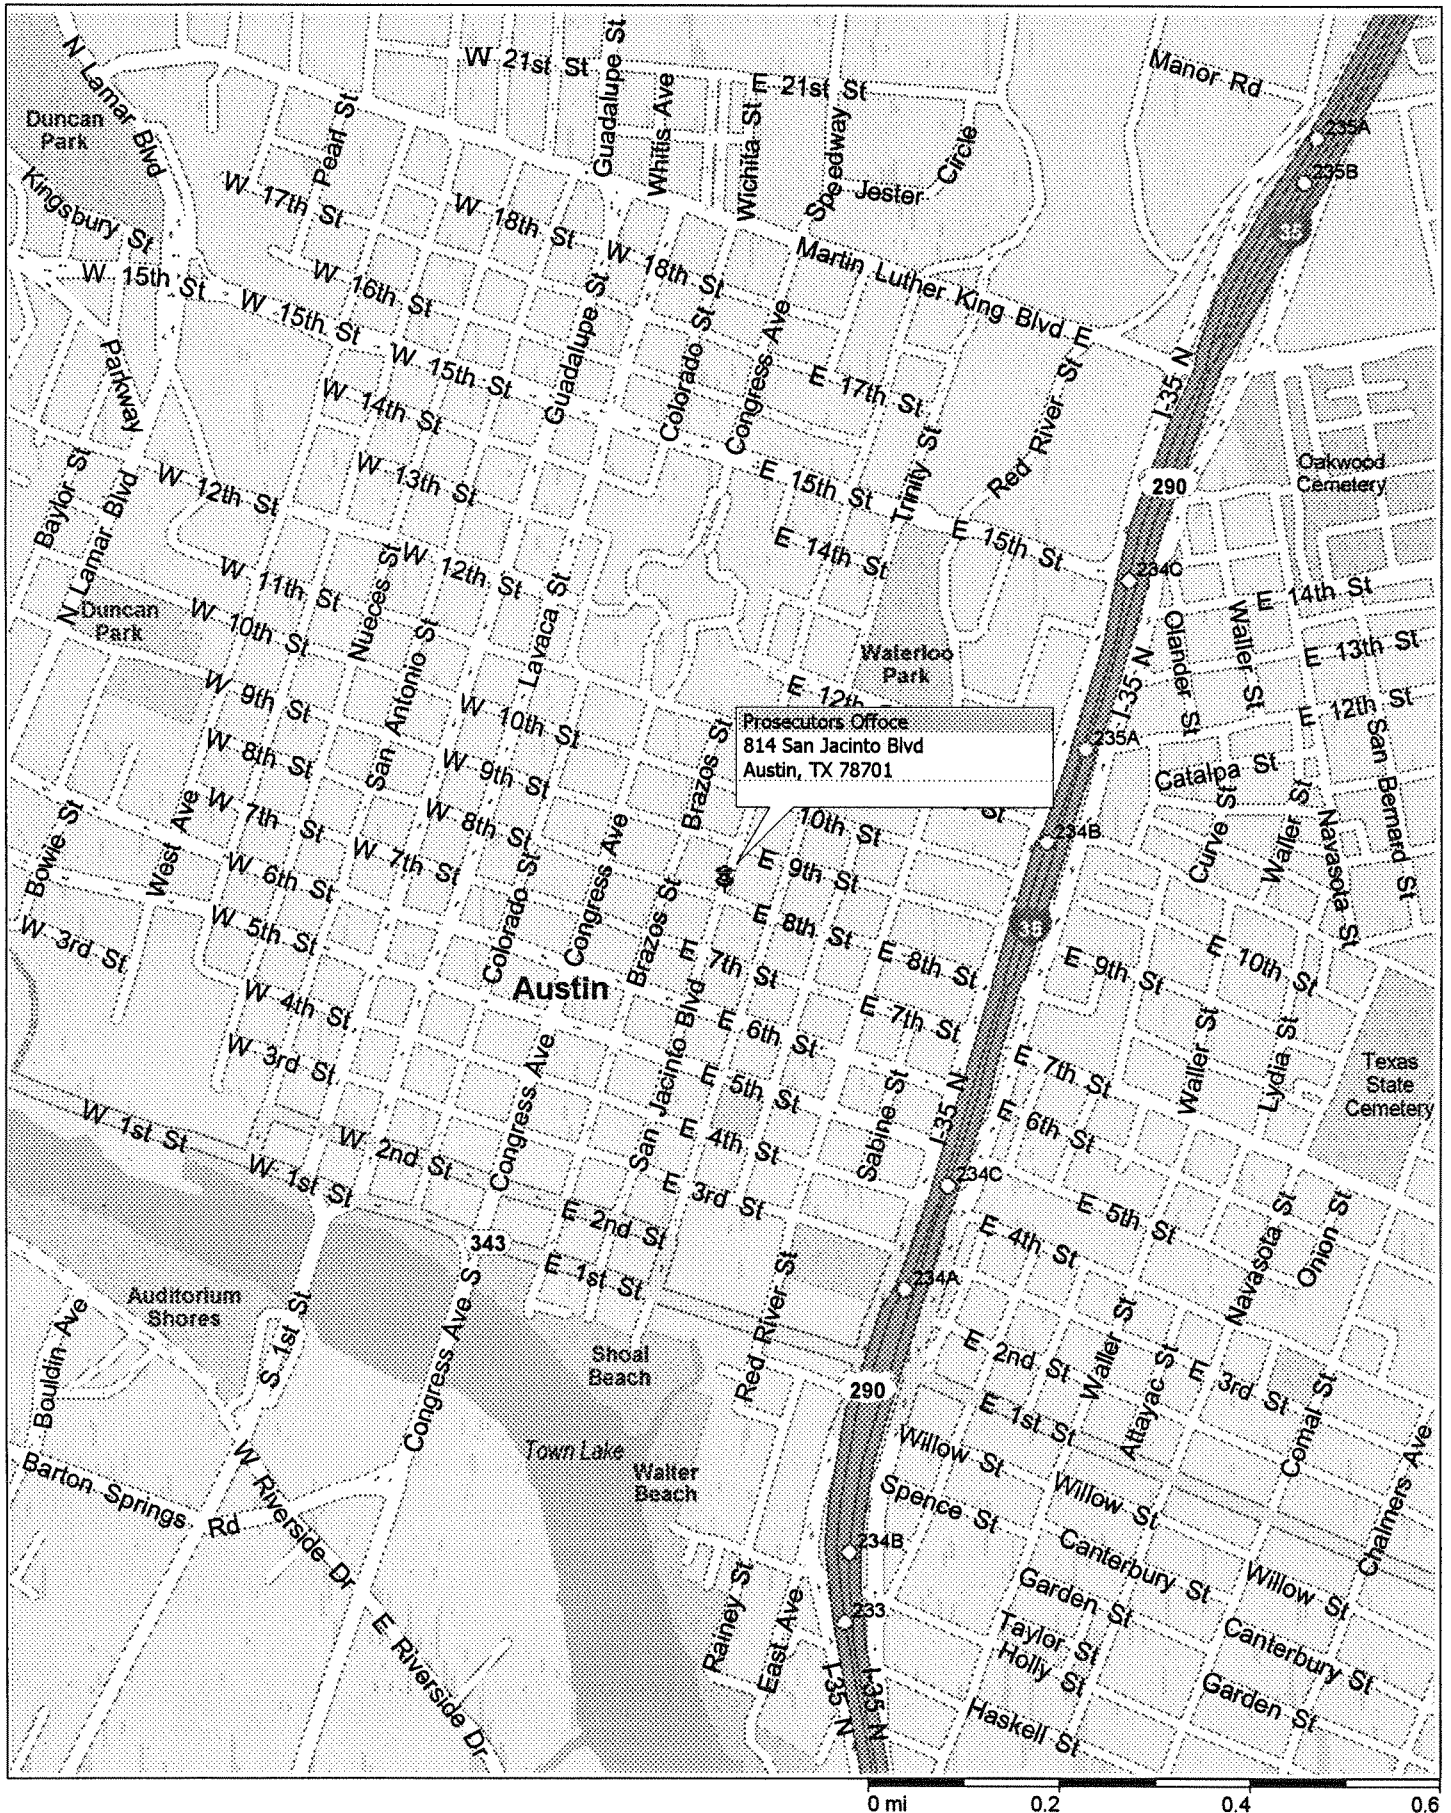 W 21st St
Guadalupe St
E 21st St
Manor Rd
N Lamar Blvd
Duncan
Park
Pearl St
Whitis Ave
Wichita St
Speedway
Circle
Jester
235A
235B
35
Kingsbury St
W 17th St
W 18th St
W 18th St
Martin Luther King Blvd E
W 15th St
W 16th St
W 15th St
W 15th St
Guadalupe St
Colorado St
Congress Ave
E 17th St
Red River St
I-35 N
Parkway
W 14th St
Trinity St
Oakwood
Cemetery
Baylor St
N Lamar Blvd
W 12th St
W 13th St
E 15th St
290
E 15th St
E 14th St
W 12th St
234C
W 11th St
Nueces St
Lavaca St
E 14th St
Olander St
Waller St
E 13th St
Duncan
Park
W 10th St
San Antonio St
Waterloo
Park
I-35 N
E 12th St
W 9th St
W 10th St
E 12th
Prosecutors Offoce
814 San Jacinto Blvd
Austin, TX 78701
235A
San Bernard St
W 8th St
W 9th St
Brazos St
Catalpa St
Bowie St
West Ave
W 7th St
W 8th St
Congress Ave
10th St
St
234B
Curve St
Waller St
Navasota St
W 6th St
W 7th St
Colorado St
E 9th St
W 5th St
Brazos St
E 8th St
35
W 3rd St
E 7th St
E 8th St
E 9th St
E 10th St
Austin
W 4th St
San Jacinto Blvd
E 6th St
E 7th St
Waller St
Lydia St
W 3rd St
Congress Ave
E 5th St
Sabine St
I-35 N
E 7th St
Texas
State
Cemetery
W 1st St
W 2nd St
E 4th St
E 6th St
W 1st St
E 3rd St
234C
E 2nd St
E 5th St
Navasota St
Onion St
343
E 1st St
E 4th St
Auditorium
Shores
Bouldin Ave
S 1st St
Congress Ave S
Red River St
234A
Shoal
Beach
E 2nd St
Waller St
Attayac St
E 3rd St
290
E 1st St
Comal St
Chalmers Ave
Town Lake
Walter
Beach
Willow St
Barton Springs Rd
W Riverside Dr
Spence St
Willow St
234B
Canterbury St
Willow St
Rainey St
East Ave
233
Garden St
Taylor St
Holly St
Canterbury St
E Riverside Dr
I-35 N
I-35 N
Haskell St
Garden St
0 mi
0.2
0.4
0.6